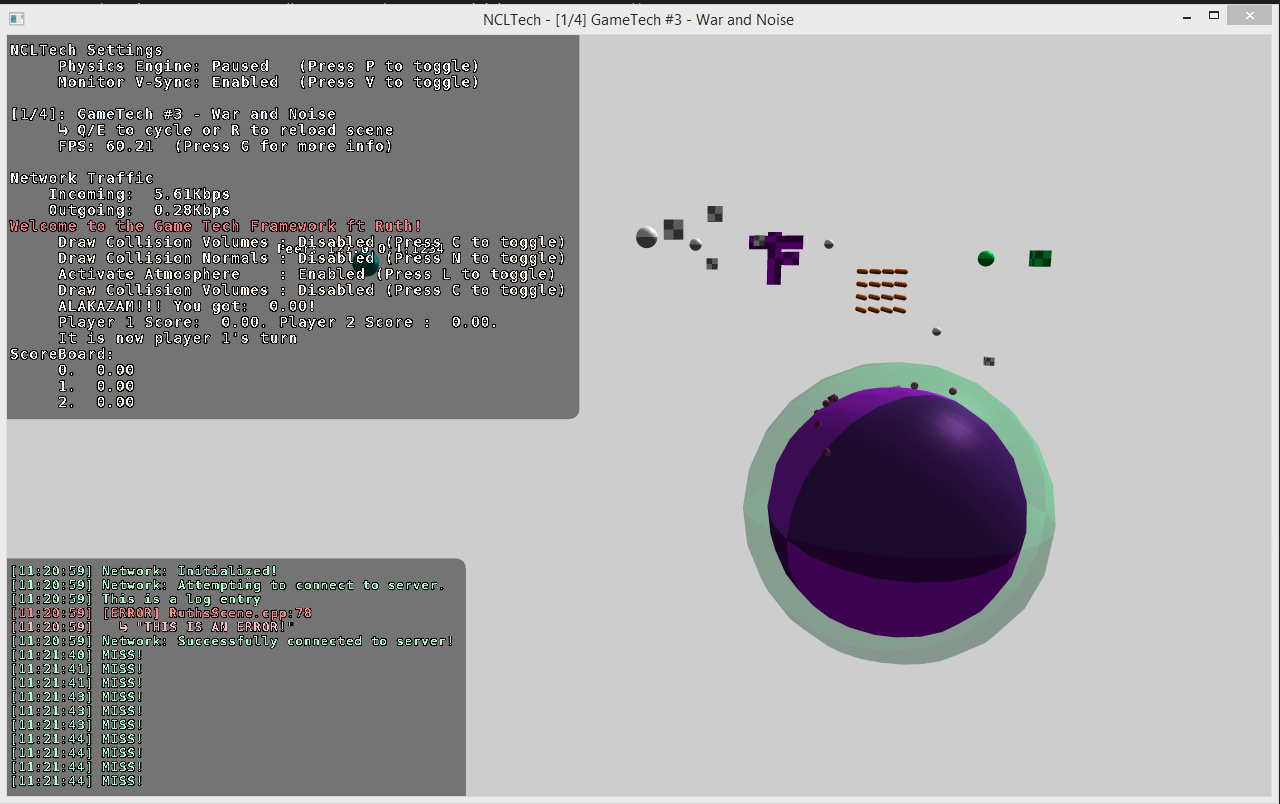 NCLTech - [1/4] GameTech #3 - War and Noise
NCLTech Settings
Physics Engine: Paused (Press P to toggle)
Monitor V-Sync: Enabled (Press V to toggle)
[1/4]: GameTech #3 - War and Noise
↳ Q/E to cycle or R to reload scene
FPS: 60.21 (Press G for more info)
Network Traffic
Incoming: 5.61Kbps
Outgoing: 0.28Kbps
Welcome to the Game Tech Framework ft Ruth!
Draw Collision Volumes : Disabled (Press C to toggle)
Draw Collision Normals : Disabled (Press N to toggle)
Activate Atmosphere : Enabled (Press L to toggle)
Draw Collision Volumes : Disabled (Press C to toggle)
ALAKAZAM!!! You got: 0.00!
Player 1 Score: 0.00. Player 2 Score : 0.00.
It is now player 1's turn
ScoreBoard:
0. 0.00
1. 0.00
2. 0.00
[11:20:59] Network: Initialized!
[11:20:59] Network: Attempting to connect to server.
[11:20:59] This is a log entry
[11:20:59] [ERROR] RuthsScene.cpp:78
[11:20:59] ↳ "THIS IS AN ERROR!"
[11:20:59] Network: Successfully connected to server!
[11:21:40] MISS!
[11:21:41] MISS!
[11:21:41] MISS!
[11:21:43] MISS!
[11:21:43] MISS!
[11:21:43] MISS!
[11:21:44] MISS!
[11:21:44] MISS!
[11:21:44] MISS!
[11:21:44] MISS!